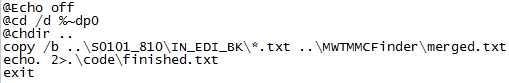 @Echo off
@cd /d %~dp0
@chdir ..
copy /b ..\S0101_810\IN_EDI_BK\*.txt ..\MWTMMCFinder\merged.txt
echo. 2>.\code\finished.txt
exit